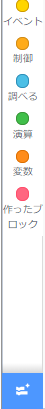 イベント
制御
調べる
演算
変数
作ったブ
ロック